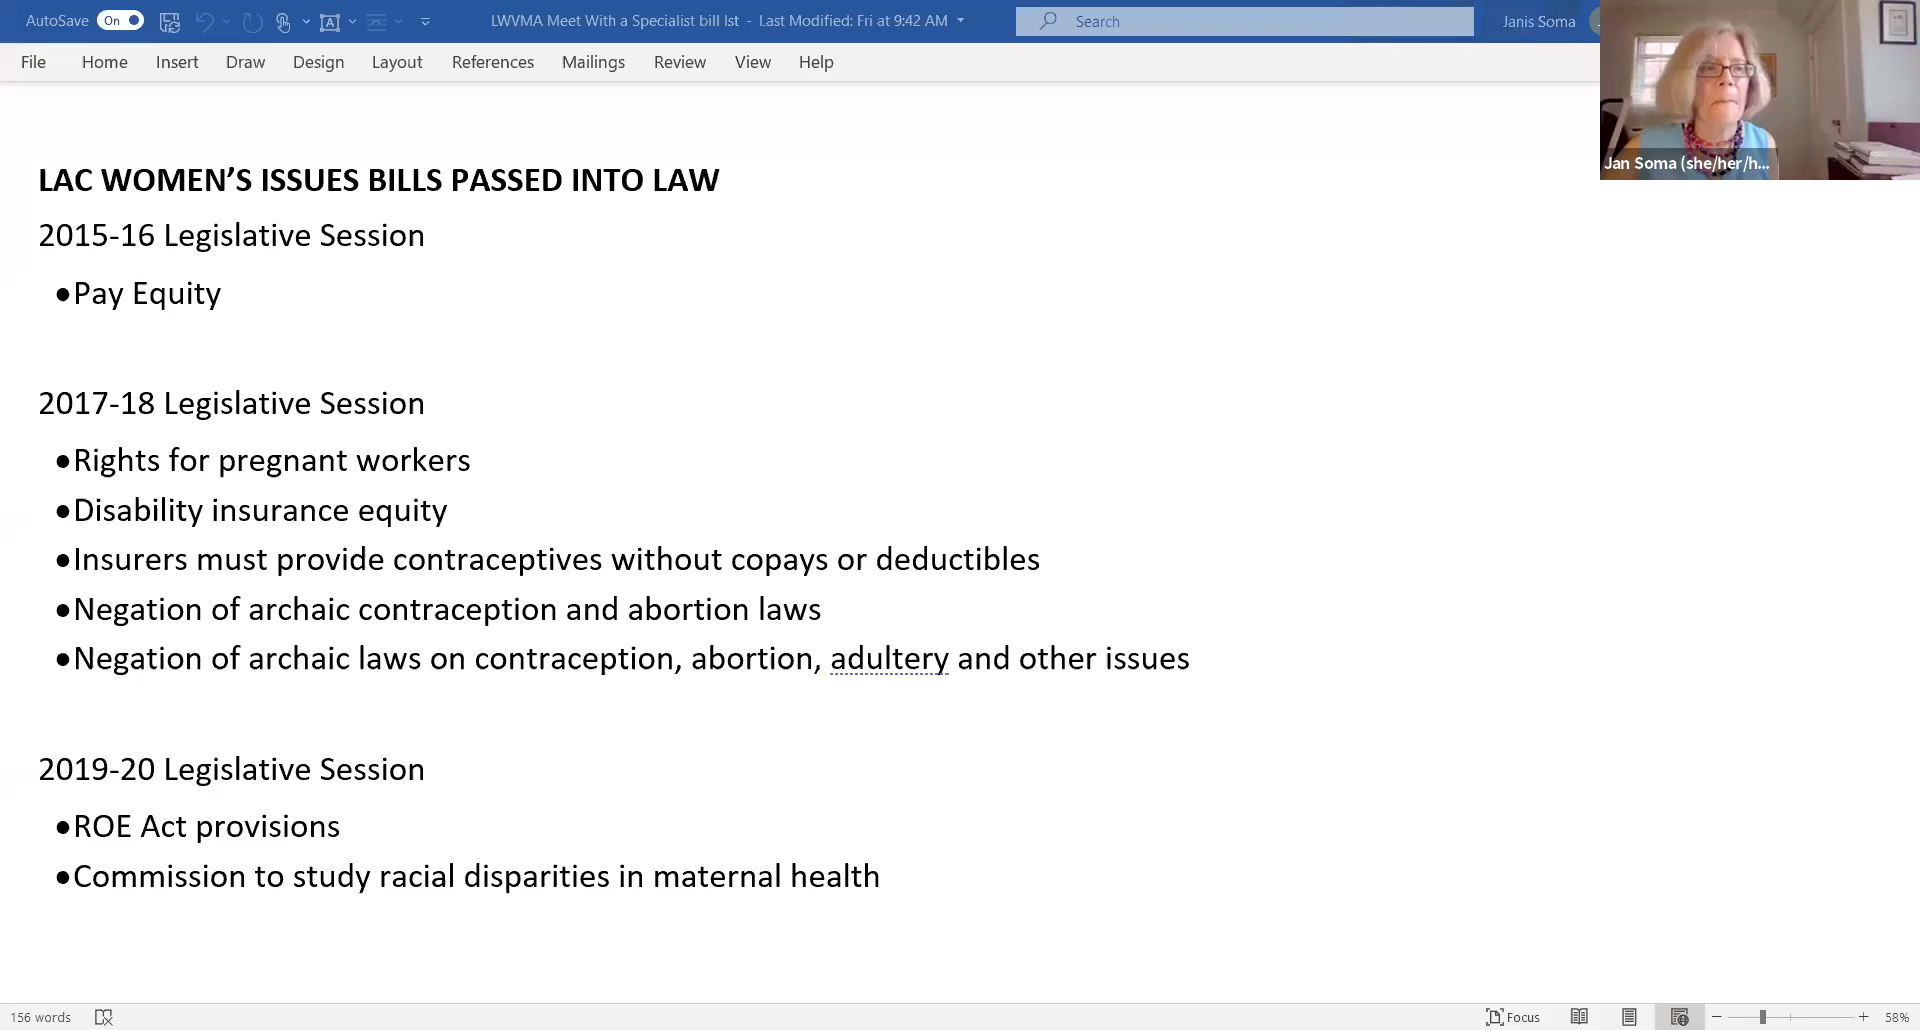 AutoSave On LWVMA Meet With a Specialist bill lst - Last Modified: Fri at 9:42 AM Search Janis Soma
File Home Insert Draw Design Layout References Mailings Review View Help
Jan Soma (she/her/h...
LAC WOMEN’S ISSUES BILLS PASSED INTO LAW
2015-16 Legislative Session
●Pay Equity
2017-18 Legislative Session
●Rights for pregnant workers
●Disability insurance equity
●Insurers must provide contraceptives without copays or deductibles
●Negation of archaic contraception and abortion laws
●Negation of archaic laws on contraception, abortion, adultery and other issues
2019-20 Legislative Session
●ROE Act provisions
●Commission to study racial disparities in maternal health
156 words Focus 58%